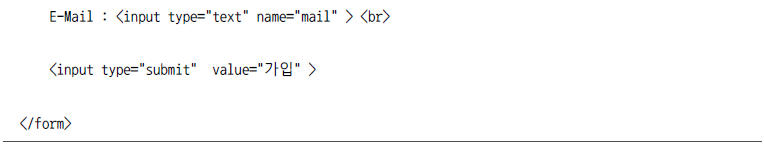 E-Mail : <input type="text" name="mail" > <br>
<input type="submit"  value="가입" >
</form>